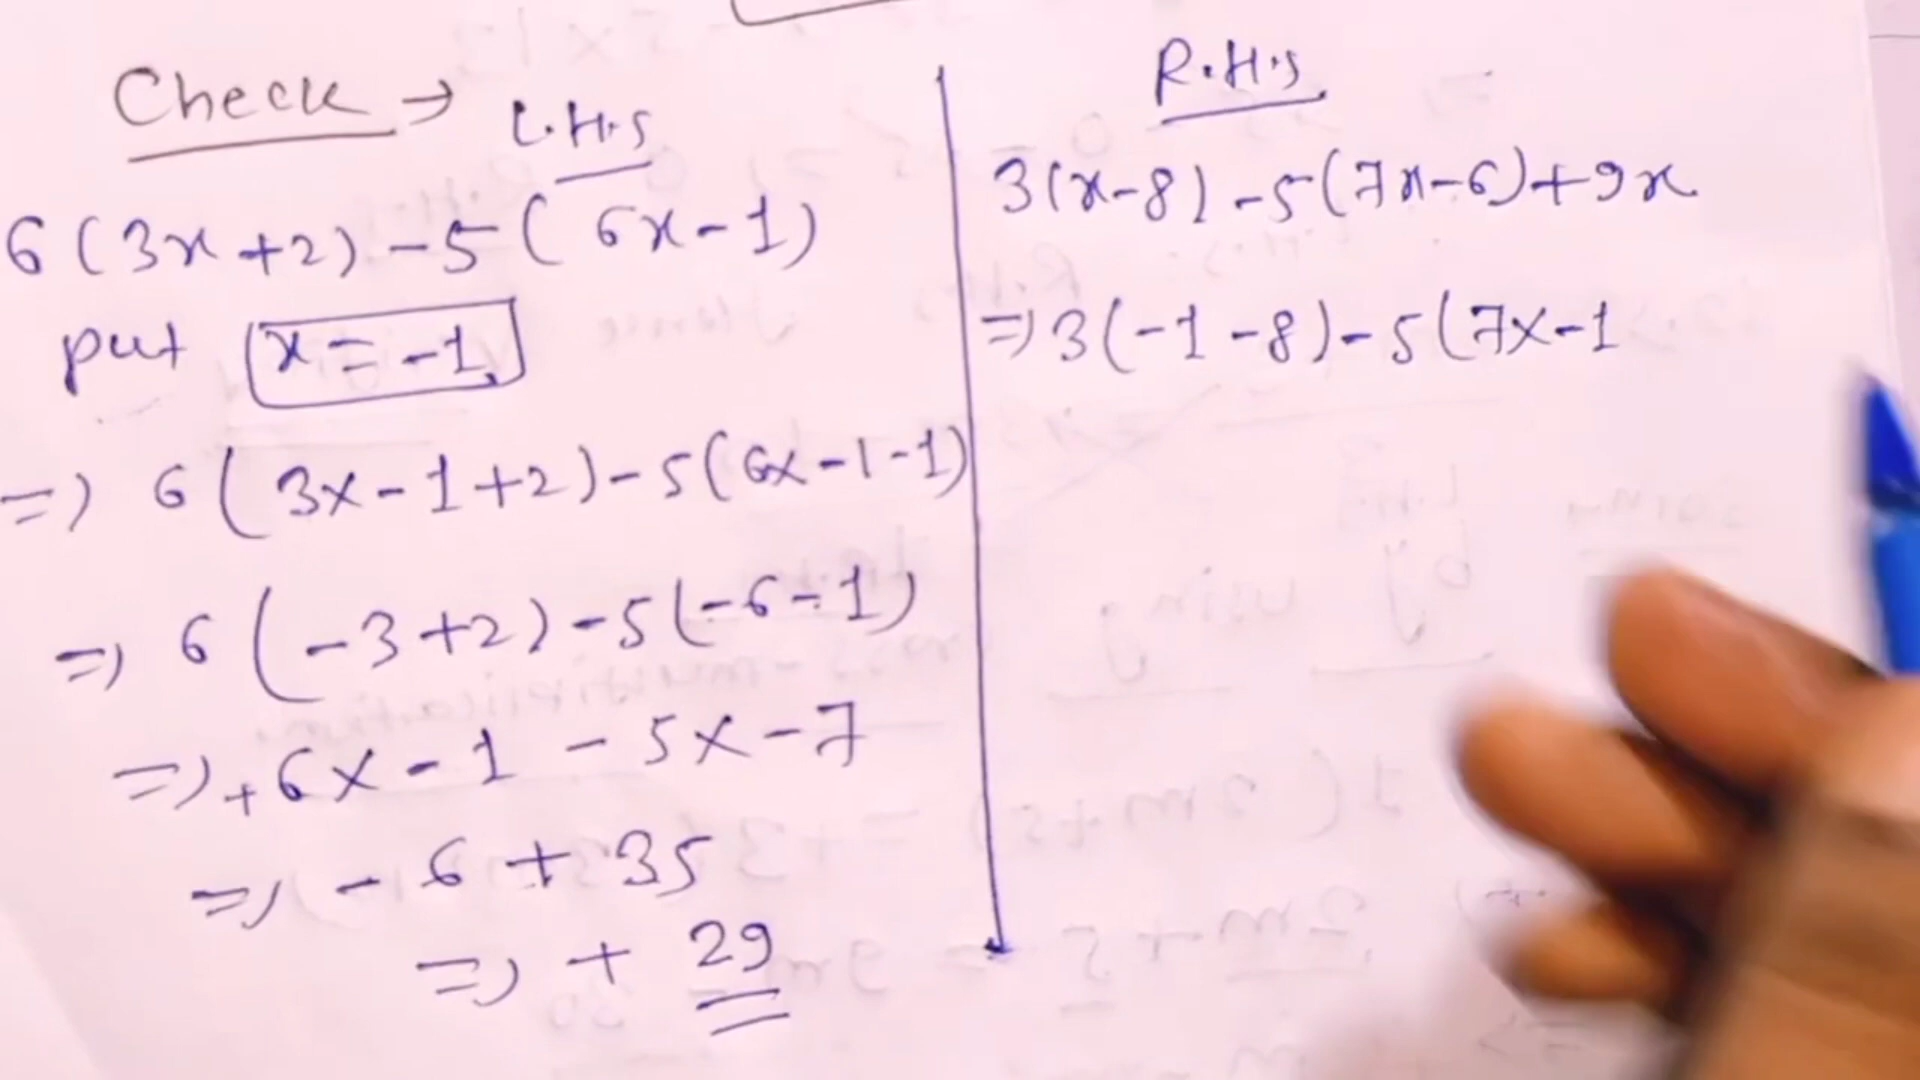 Check → L.H.S
6(3x+2)-5(6x-1)
put x=-1
=> 6(3x-1+2)-5(6x-1-1)
=> 6(-3+2)-5(-6-1)
=> +6x-1 -5x-7
=> -6+35
=> +29
R.H.S
3(x-8)-5(7x-6)+9x
=> 3(-1-8)-5(7x-1